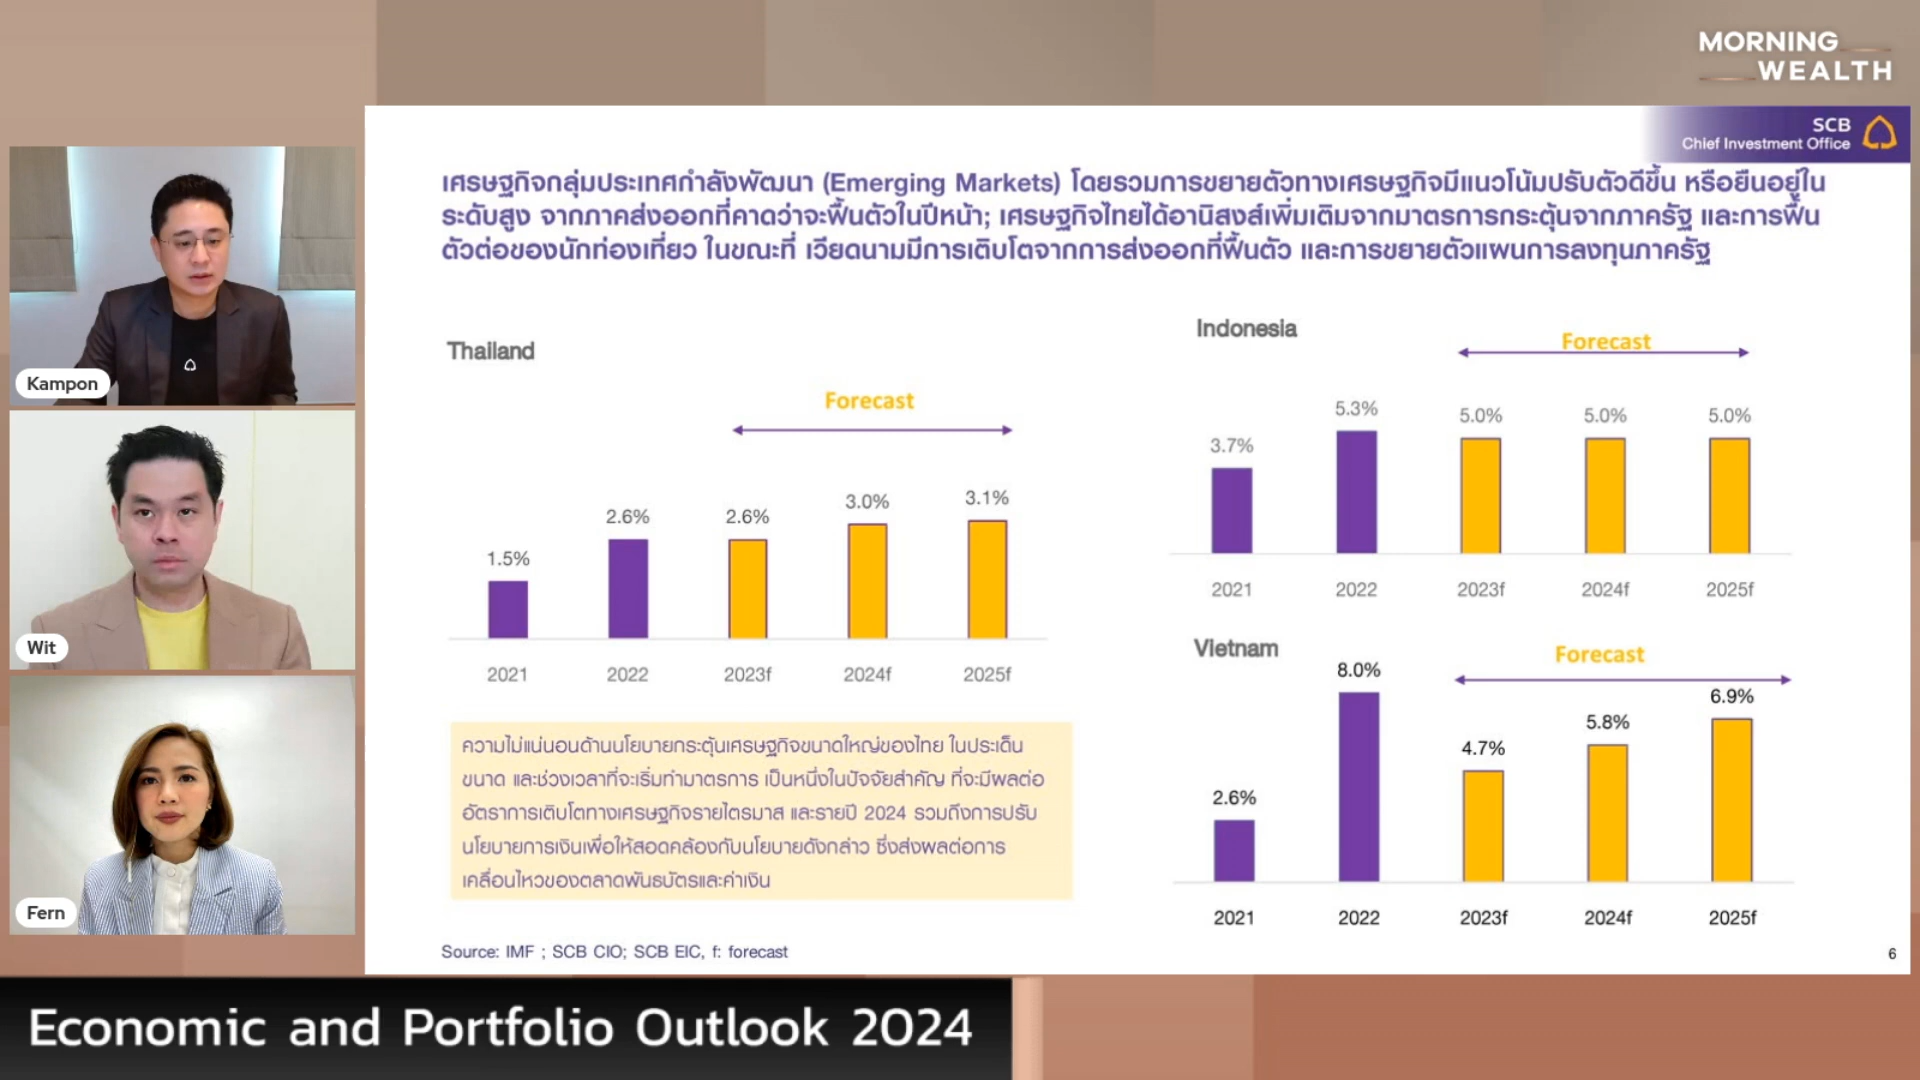 MORNING
WEALTH
SCB
Chief Investment Office
เศรษฐกิจกลุ่มประเทศกำลังพัฒนา (Emerging Markets) โดยรวมการขยายตัวทางเศรษฐกิจมีแนวโน้มปรับตัวดีขึ้น หรือยืนอยู่ใน
ระดับสูง จากภาคส่งออกที่คาดว่าจะฟื้นตัวในปีหน้า; เศรษฐกิจไทยได้อานิสงส์เพิ่มเติมจากมาตรการกระตุ้นจากภาครัฐ และการฟื้น
ตัวต่อของนักท่องเที่ยว ในขณะที่ เวียดนามมีการเติบโตจากการส่งออกที่ฟื้นตัว และการขยายตัวแผนการลงทุนภาครัฐ
Thailand
Forecast
1.5%
2.6%
2.6%
3.0%
3.1%
2021
2022
2023f
2024f
2025f
Indonesia
Forecast
3.7%
5.3%
5.0%
5.0%
5.0%
2021
2022
2023f
2024f
2025f
Vietnam
Forecast
2.6%
8.0%
4.7%
5.8%
6.9%
2021
2022
2023f
2024f
2025f
ความไม่แน่นอนด้านนโยบายกระตุ้นเศรษฐกิจขนาดใหญ่ของไทย ในประเด็น
ขนาด และช่วงเวลาที่จะเริ่มทำมาตรการ เป็นหนึ่งในปัจจัยสำคัญ ที่จะมีผลต่อ
อัตราการเติบโตทางเศรษฐกิจรายไตรมาส และรายปี 2024 รวมถึงการปรับ
นโยบายการเงินเพื่อให้สอดคล้องกับนโยบายดังกล่าว ซึ่งส่งผลต่อการ
เคลื่อนไหวของตลาดพันธบัตรและค่าเงิน
Source: IMF ; SCB CIO; SCB EIC, f: forecast
6
Kampon
Wit
Fern
Economic and Portfolio Outlook 2024